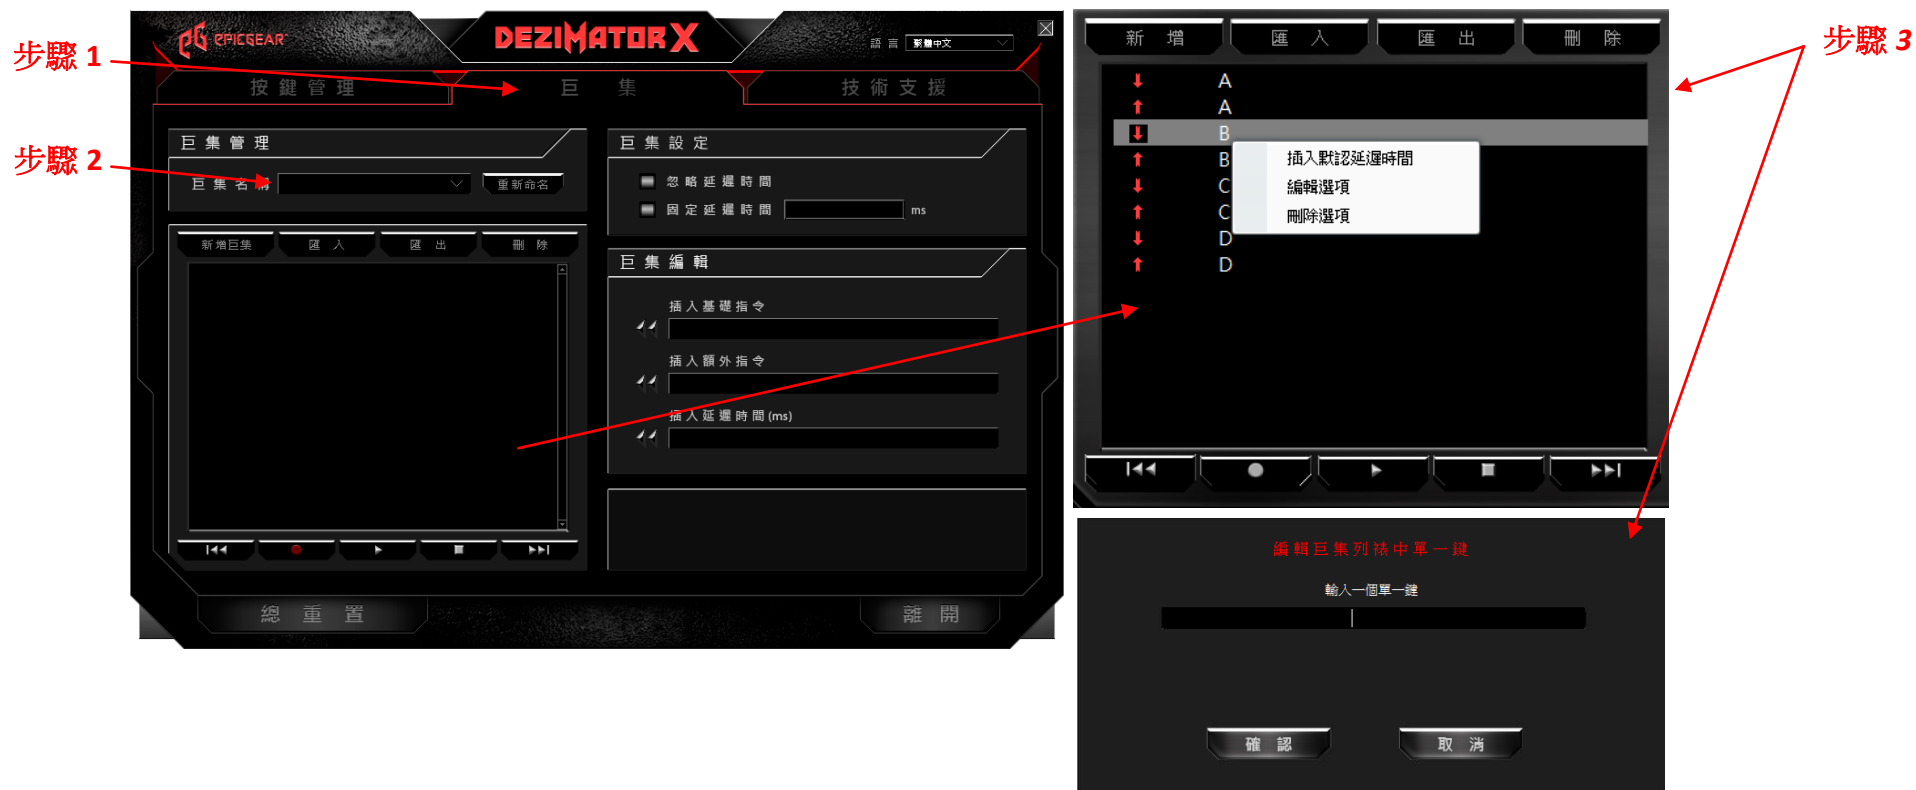 步驟 1
步驟 2
步驟 3
EPICGEAR
DEZIMATOR X
語言 繁體中文
按鍵管理
巨集
技術支援
巨集管理
巨集名稱
重新命名
新增巨集
匯入
匯出
刪除
巨集設定
忽略延遲時間
固定延遲時間 ms
巨集編輯
插入基礎指令
插入額外指令
插入延遲時間(ms)
總重置
離開
新增
匯入
匯出
刪除
A
A
B
B
C
C
D
D
插入默認延遲時間
編輯選項
刪除選項
編輯巨集列裱中單一鍵
輸入一個單一鍵
確認
取消